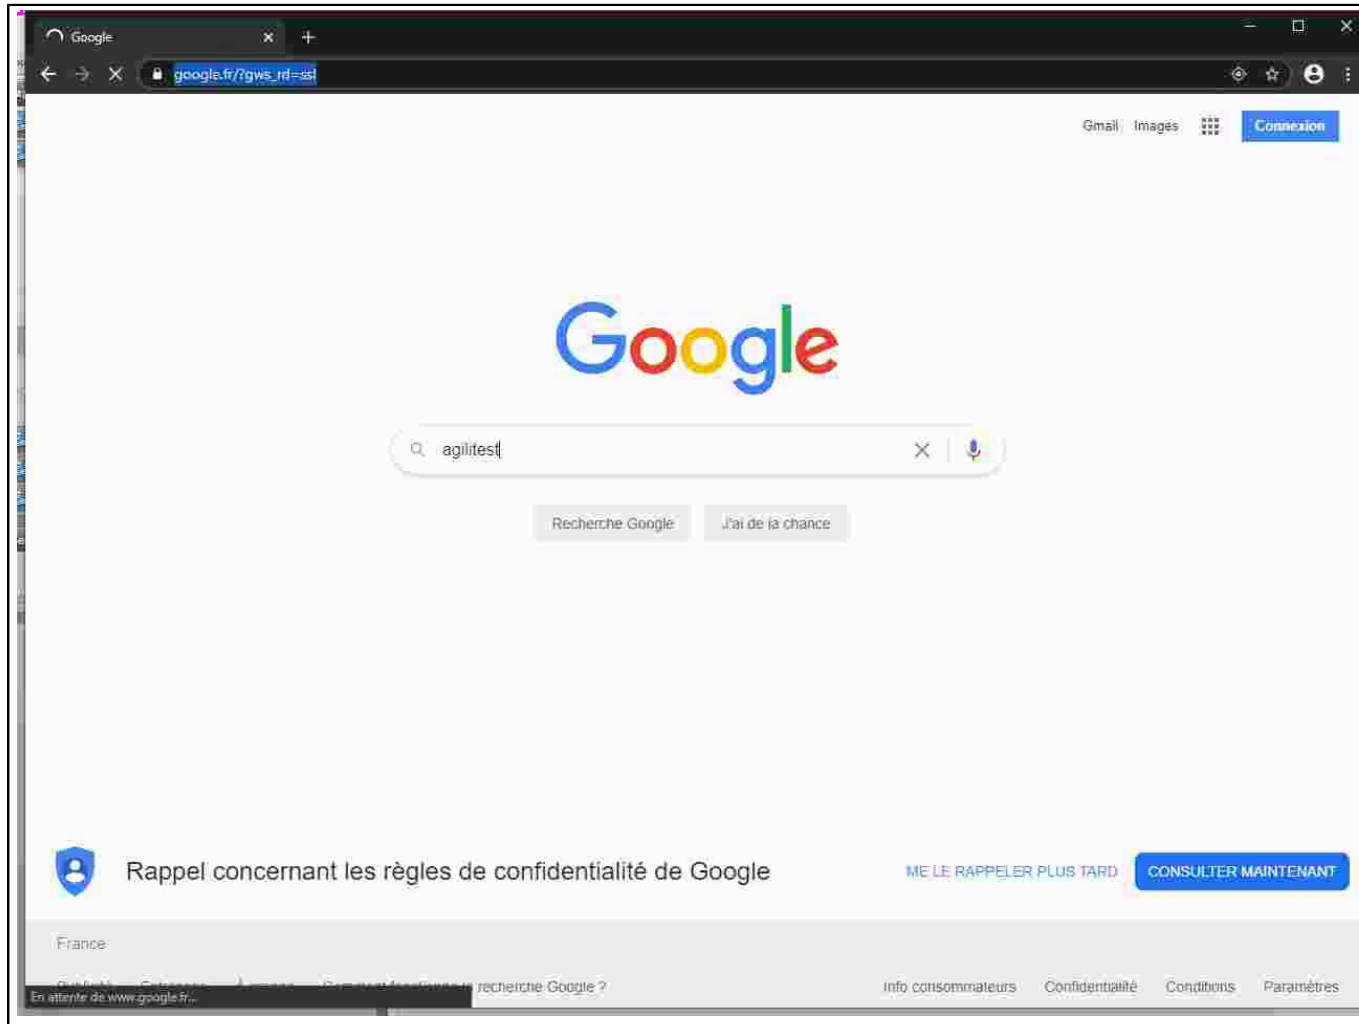 Google
google.fr/?gws_rd=ssl
Gmail Images Connexion
Google
agilitest
Recherche Google J'ai de la chance
Rappel concernant les règles de confidentialité de Google ME LE RAPPELER PLUS TARD CONSULTER MAINTENANT
France
recherche Google ? Info consommateurs Confidentialité Conditions Paramètres
En attente de www.google.fr...